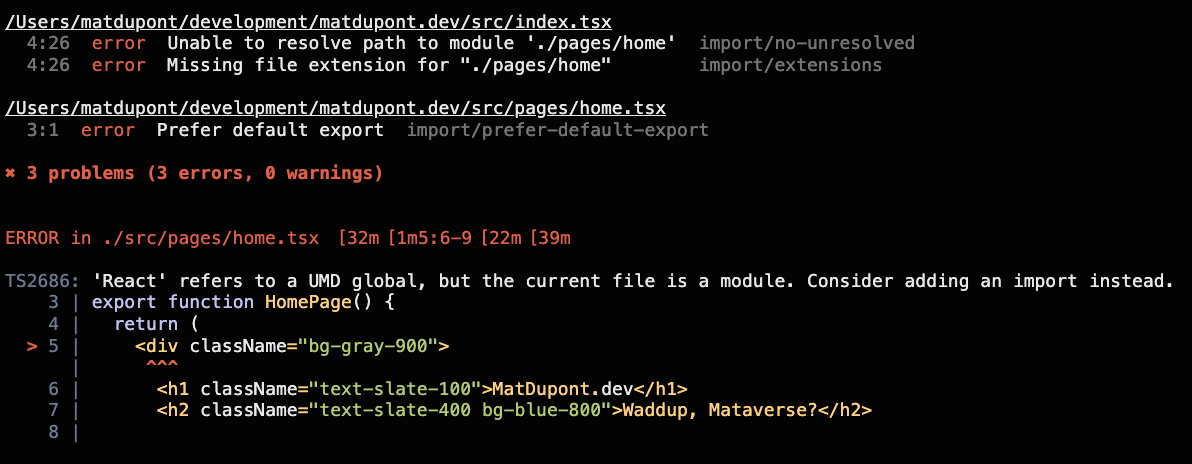 /Users/matdupont/development/matdupont.dev/src/index.tsx
  4:26  error  Unable to resolve path to module './pages/home'  import/no-unresolved
  4:26  error  Missing file extension for "./pages/home"        import/extensions

/Users/matdupont/development/matdupont.dev/src/pages/home.tsx
  3:1  error  Prefer default export  import/prefer-default-export

✖ 3 problems (3 errors, 0 warnings)

ERROR in ./src/pages/home.tsx  [32m [1m5:6-9 [22m [39m

TS2686: 'React' refers to a UMD global, but the current file is a module. Consider adding an import instead.
    3 | export function HomePage() {
    4 |   return (
  > 5 |     <div className="bg-gray-900">
      |      ^^^
    6 |       <h1 className="text-slate-100">MatDupont.dev</h1>
    7 |       <h2 className="text-slate-400 bg-blue-800">Waddup, Mataverse?</h2>
    8 |